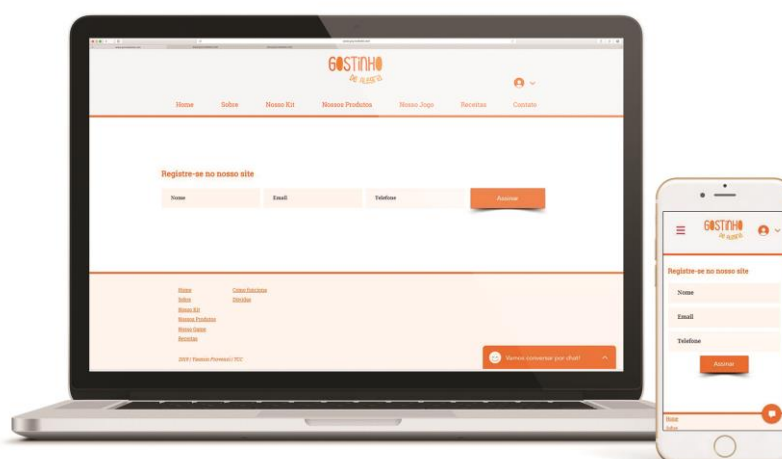 GOSTINHO
DE ALEGRIA
Home Sobre Nosso Kit Nossos Produtos Nosso Jogo Receitas Contato
Registre-se no nosso site
Nome Email Telefone Assinar
Home Como Funciona
Sobre Dúvidas
Nosso Kit
Nossos Produtos
Nosso Game
Receitas
Vamos conversar por chat!
GOSTINHO
DE ALEGRIA
Registre-se no nosso site
Nome
Email
Telefone
Assinar
Home
Sobre